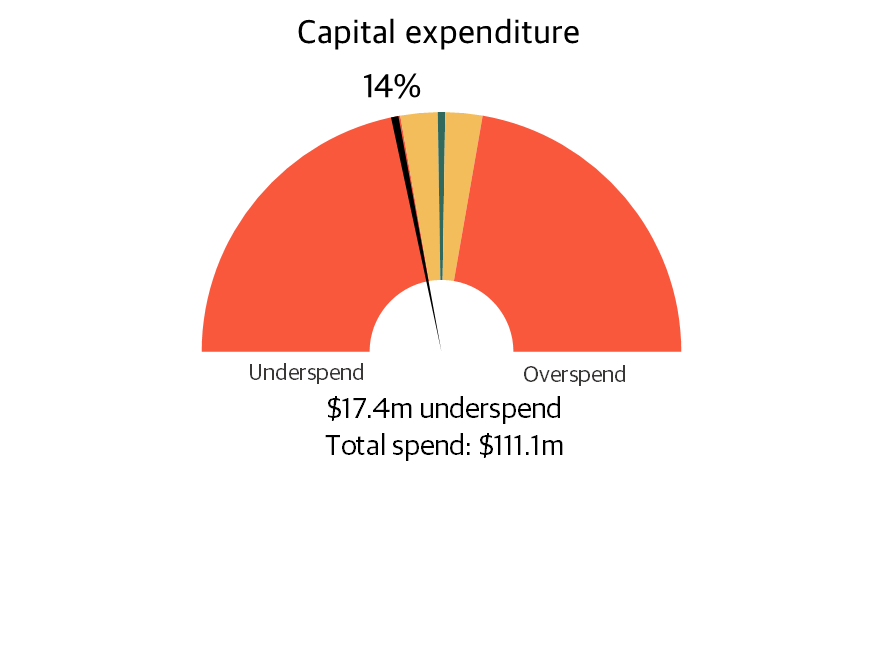 Capital expenditure
14%
Underspend
Overspend
$17.4m underspend
Total spend: $111.1m